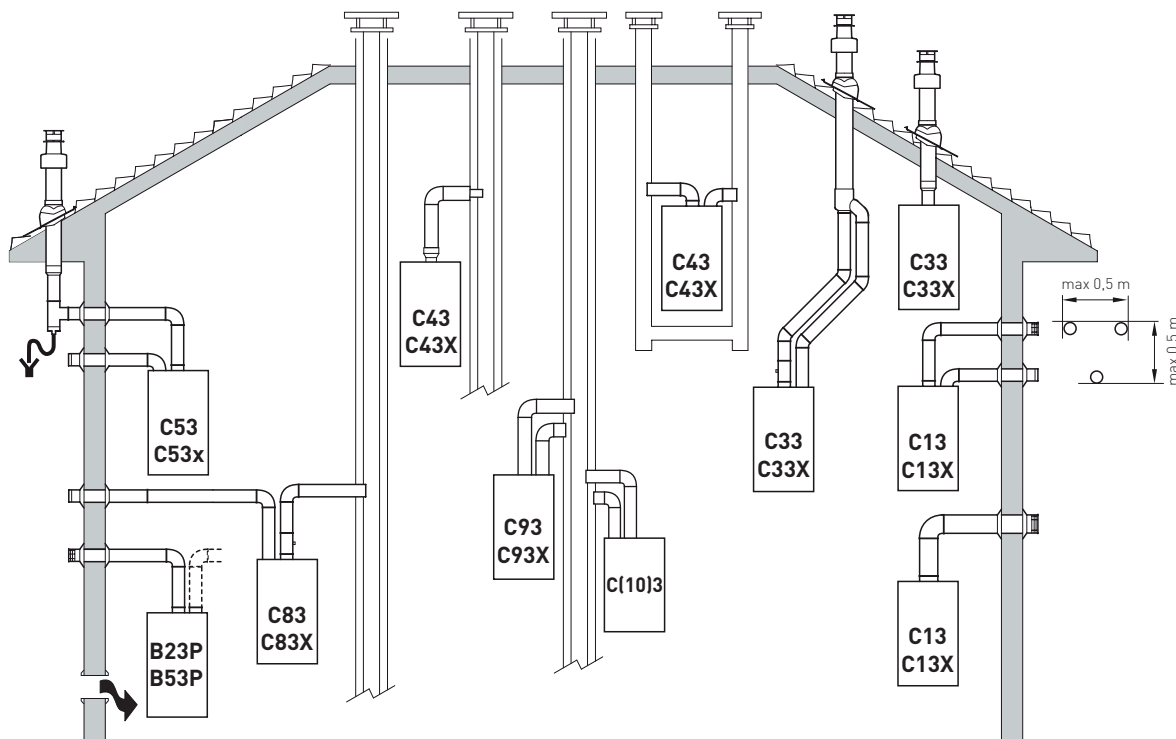 C43
C43X
C43
C43X
C33
C33X
max 0,5 m
max 0,5 m
C53
C53x
C33
C33X
C13
C13X
C93
C93X
C(10)3
C83
C83X
B23P
B53P
C13
C13X